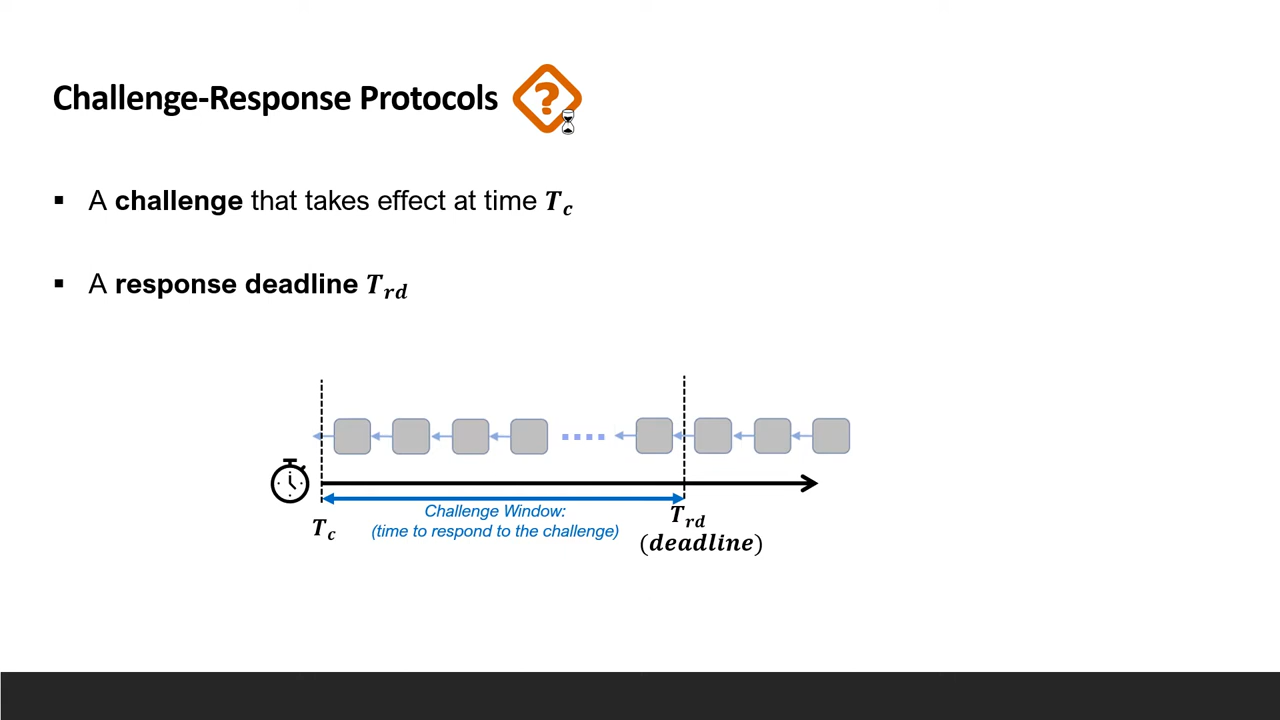 Challenge-Response Protocols ?
▪ A challenge that takes effect at time T_c
▪ A response deadline T_rd
Challenge Window:
(time to respond to the challenge)
T_c
T_rd
(deadline)